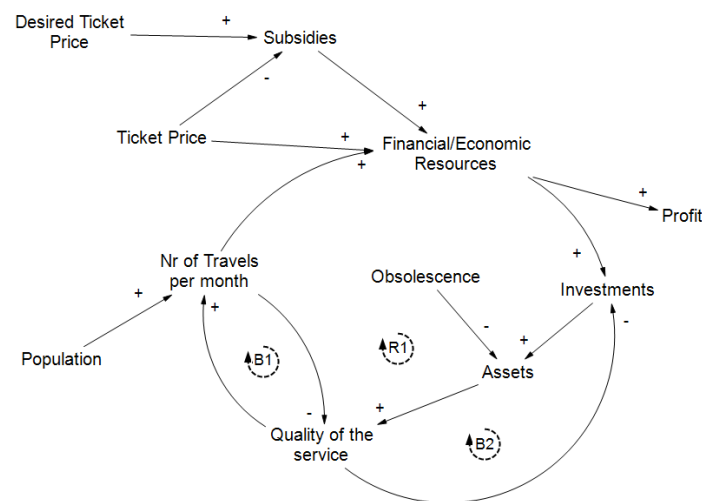 Desired Ticket
Price
+
Subsidies
-
+
Ticket Price
+
Financial/Economic
Resources
+
+
Profit
Nr of Travels
per month
+
Obsolescence
Investments
+
+
-
-
+
Population
B1
R1
Assets
+
-
Quality of the
service
B2